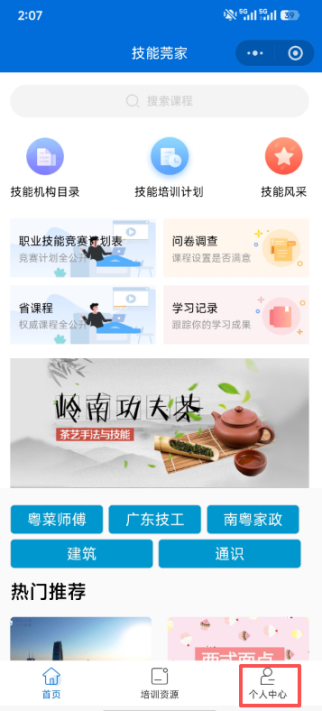 2:07
5G 5G 37
技能莞家
搜索课程
技能机构目录 技能培训计划 技能风采
职业技能竞赛计划表 问卷调查
竞赛计划全公开 课程设置是否满意
省课程 学习记录
权威课程全公开 跟踪你的学习成果
岭南功夫茶
茶艺手法与技能
粤菜师傅 广东技工 南粤家政
建筑 通识
热门推荐
西式面点
首页 培训资源 个人中心